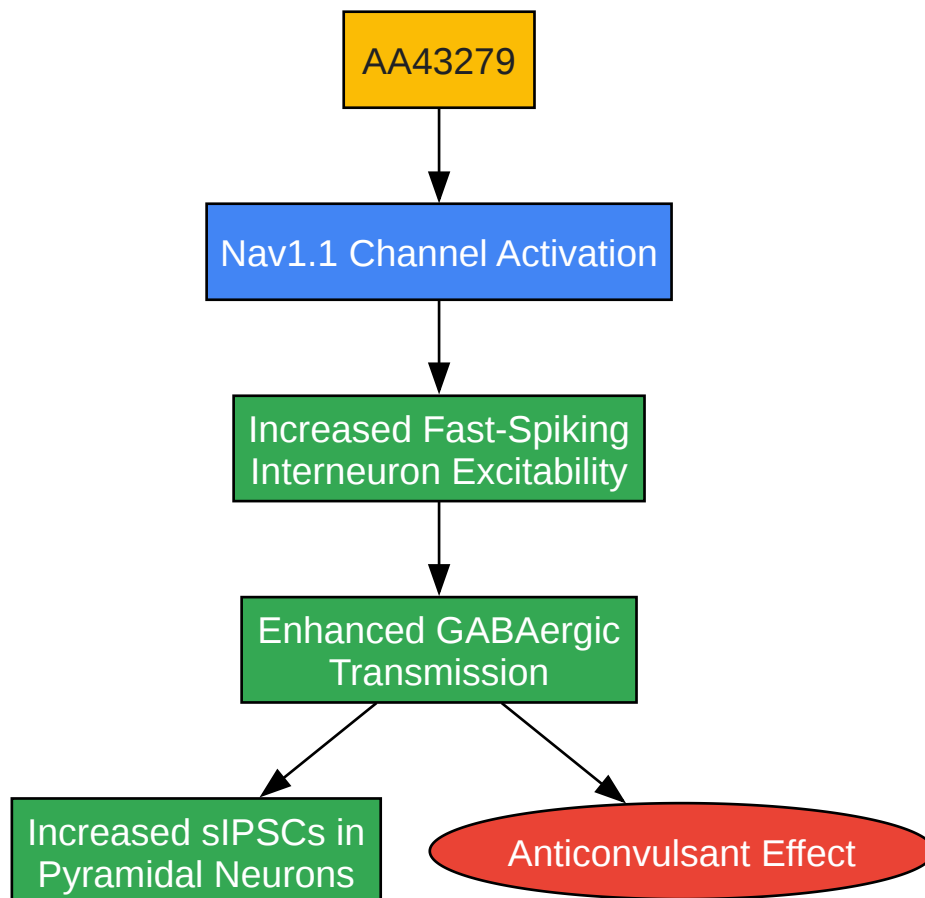 AA43279
Nav1.1 Channel Activation
Increased Fast-Spiking
Interneuron Excitability
Enhanced GABAergic
Transmission
Increased sIPSCs in
Pyramidal Neurons
Anticonvulsant Effect